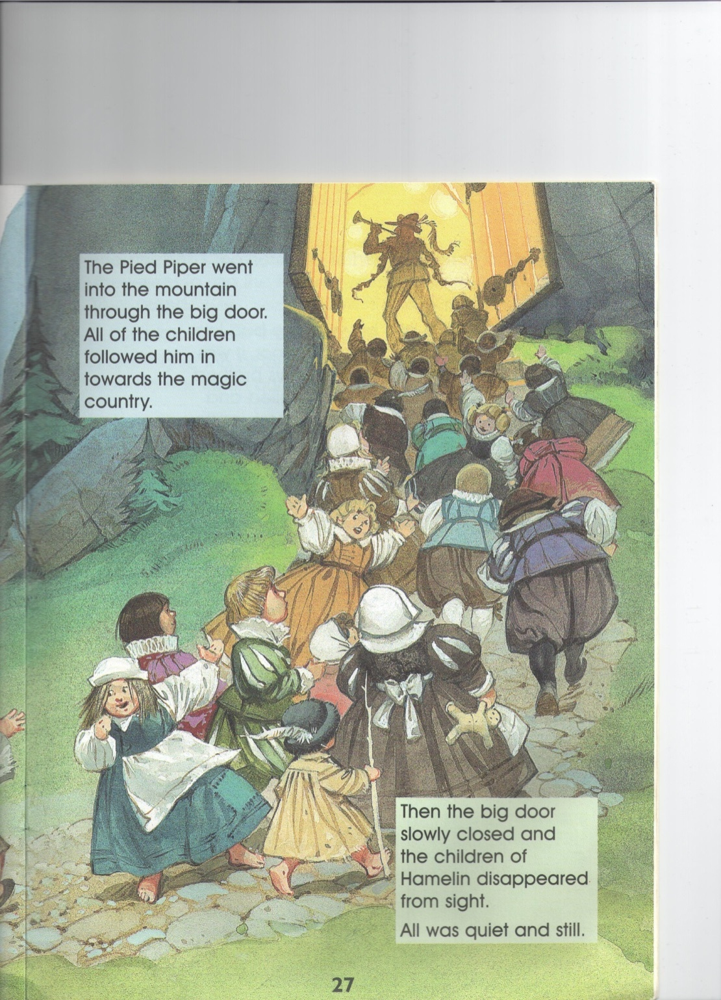 The Pied Piper went
into the mountain
through the big door.
All of the children
followed him in
towards the magic
country.
Then the big door
slowly closed and
the children of
Hamelin disappeared
from sight.
All was quiet and still.
27